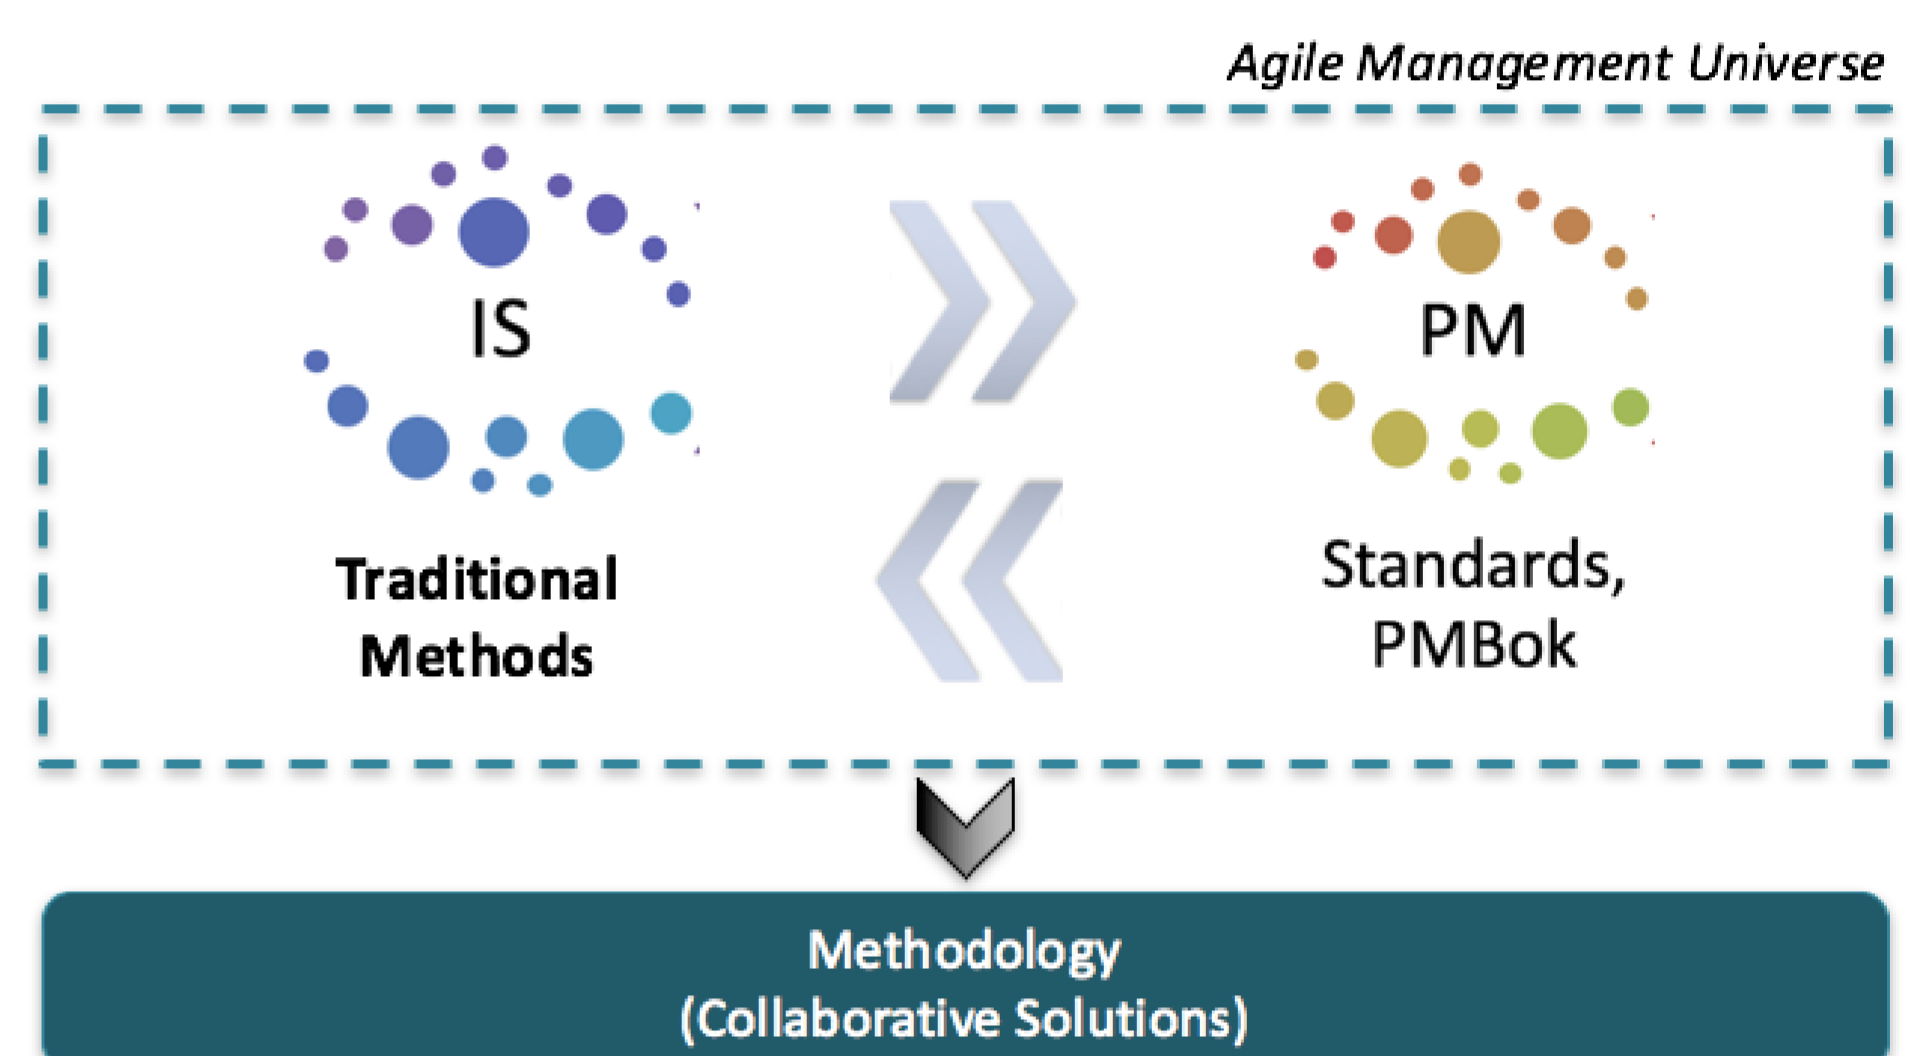 Agile Management Universe
IS
PM
Traditional
Methods
Standards,
PMBok
Methodology
(Collaborative Solutions)